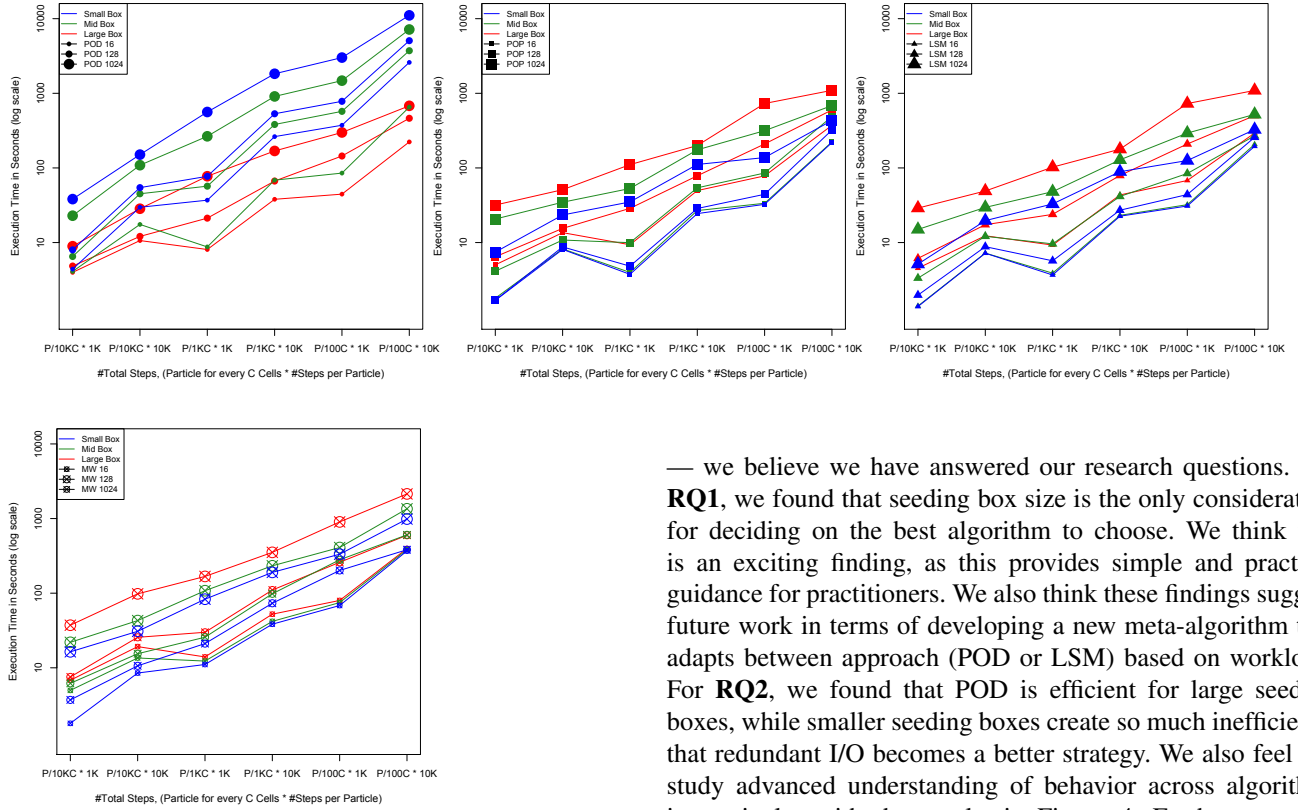 Execution Time in Seconds (log scale)
10 100 1000 10000
Small Box
Mid Box
Large Box
POD 16
POD 128
POD 1024
P/10KC * 1K P/10KC * 10K P/1KC * 1K P/1KC * 10K P/100C * 1K P/100C * 10K
#Total Steps, (Particle for every C Cells * #Steps per Particle)
Execution Time in Seconds (log scale)
10 100 1000 10000
Small Box
Mid Box
Large Box
POP 16
POP 128
POP 1024
P/10KC * 1K P/10KC * 10K P/1KC * 1K P/1KC * 10K P/100C * 1K P/100C * 10K
#Total Steps, (Particle for every C Cells * #Steps per Particle)
Execution Time in Seconds (log scale)
10 100 1000 10000
Small Box
Mid Box
Large Box
LSM 16
LSM 128
LSM 1024
P/10KC * 1K P/10KC * 10K P/1KC * 1K P/1KC * 10K P/100C * 1K P/100C * 10K
#Total Steps, (Particle for every C Cells * #Steps per Particle)
Execution Time in Seconds (log scale)
10 100 1000 10000
Small Box
Mid Box
Large Box
MW 16
MW 128
MW 1024
P/10KC * 1K P/10KC * 10K P/1KC * 1K P/1KC * 10K P/100C * 1K P/100C * 10K
#Total Steps, (Particle for every C Cells * #Steps per Particle)
— we believe we have answered our research questions.
RQ1, we found that seeding box size is the only considerat
for deciding on the best algorithm to choose. We think
is an exciting finding, as this provides simple and pract
guidance for practitioners. We also think these findings sugg
future work in terms of developing a new meta-algorithm t
adapts between approach (POD or LSM) based on worklo
For RQ2, we found that POD is efficient for large seed
boxes, while smaller seeding boxes create so much inefficie
that redundant I/O becomes a better strategy. We also feel
study advanced understanding of behavior across algorith